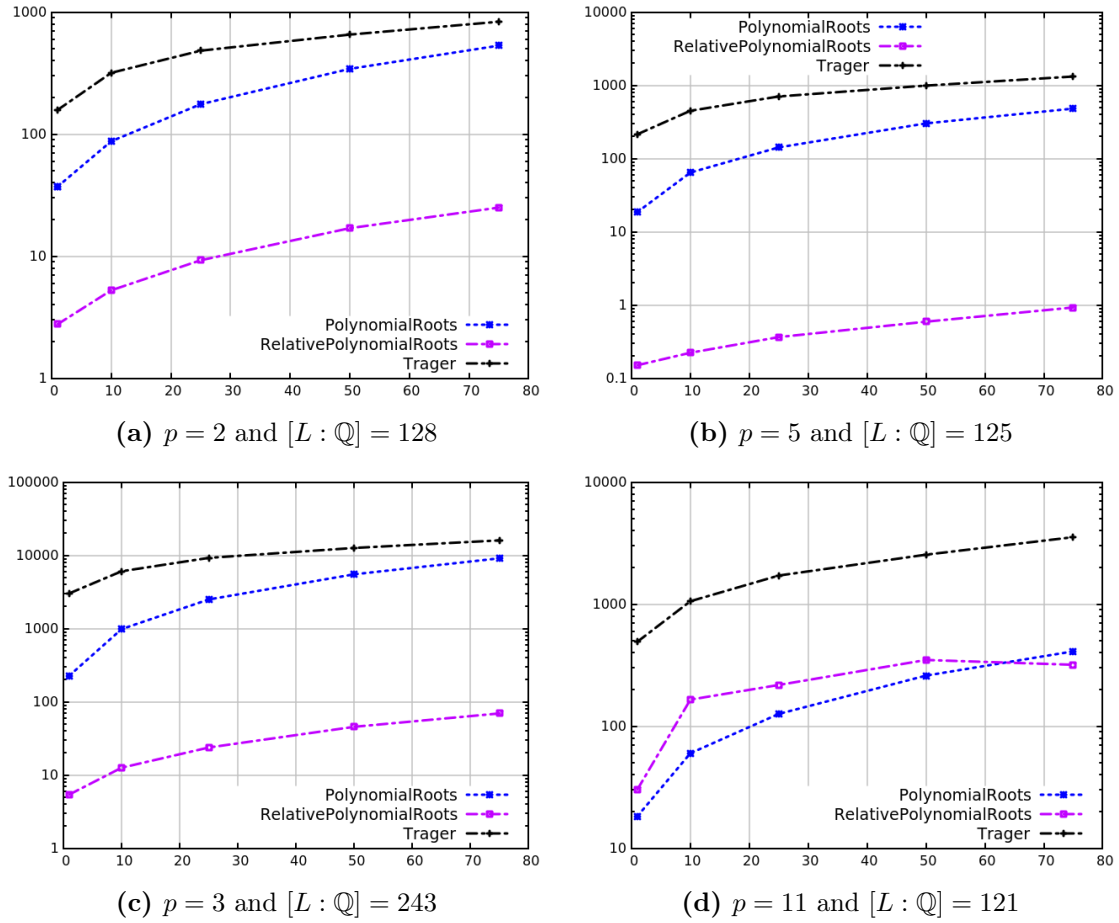 1000
100
10
1
0 10 20 30 40 50 60 70 80
PolynomialRoots
RelativePolynomialRoots
Trager
(a) p = 2 and [L : ℚ] = 128
10000
1000
100
10
1
0.1
0 10 20 30 40 50 60 70 80
PolynomialRoots
RelativePolynomialRoots
Trager
(b) p = 5 and [L : ℚ] = 125
100000
10000
1000
100
10
1
0 10 20 30 40 50 60 70 80
PolynomialRoots
RelativePolynomialRoots
Trager
(c) p = 3 and [L : ℚ] = 243
10000
1000
100
10
0 10 20 30 40 50 60 70 80
PolynomialRoots
RelativePolynomialRoots
Trager
(d) p = 11 and [L : ℚ] = 121